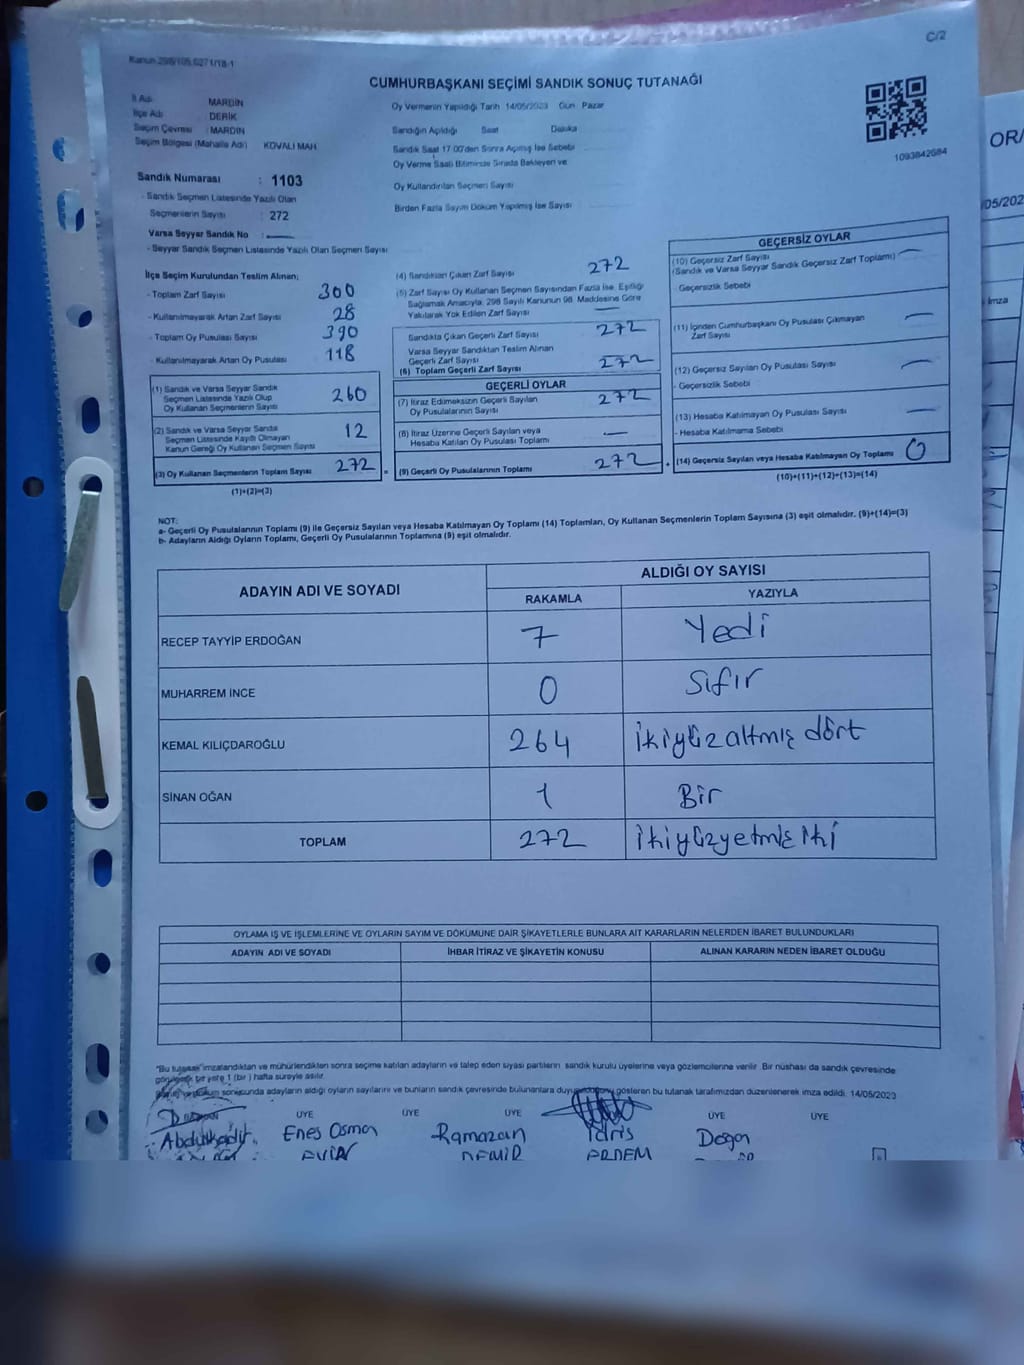 C/2
Kanun 298/105,6271/18-1
CUMHURBAŞKANI SEÇİMİ SANDIK SONUÇ TUTANAĞI
İl Adı MARDİN
İlçe Adı DERİK
Seçim Çevresi : MARDİN
Seçim Bölgesi (Mahalle Adı) KOVALI MAH.
Oy Vermenin Yapıldığı Tarih 14/05/2023 Gün Pazar
Sandığın Açıldığı Saat Dakika
Sandık Saat 17.00'den Sonra Açılmış İse Sebebi
Oy Verme Saati Bitiminde Sırada Bekleyen ve
Oy Kullandırılan Seçmen Sayısı
Birden Fazla Sayım Döküm Yapılmış İse Sayısı
1093842684
Sandık Numarası : 1103
- Sandık Seçmen Listesinde Yazılı Olan
Seçmenlerin Sayısı : 272
Varsa Seyyar Sandık No :
- Seyyar Sandık Seçmen Listesinde Yazılı Olan Seçmen Sayısı
İlçe Seçim Kurulundan Teslim Alınan;
- Toplam Zarf Sayısı 300
- Kullanılmayarak Artan Zarf Sayısı 28
- Toplam Oy Pusulası Sayısı 390
- Kullanılmayarak Artan Oy Pusulası 118
(1) Sandık ve Varsa Seyyar Sandık
Seçmen Listesinde Yazılı Olup
Oy Kullanan Seçmenlerin Sayısı 260
(2) Sandık ve Varsa Seyyar Sandık
Seçmen Listesinde Kaydı Olmayan
Kanun Gereği Oy Kullanan Seçmen Sayısı 12
(3) Oy Kullanan Seçmenlerin Toplam Sayısı 272
(1)+(2)=(3)
(4) Sandıktan Çıkan Zarf Sayısı 272
(5) Zarf Sayısı Oy Kullanan Seçmen Sayısından Fazla İse, Eşitliği
Sağlamak Amacıyla, 298 Sayılı Kanunun 98. Maddesine Göre
Yakılarak Yok Edilen Zarf Sayısı —
Sandıkta Çıkan Geçerli Zarf Sayısı 272
Varsa Seyyar Sandıktan Teslim Alınan
Geçerli Zarf Sayısı
(6) Toplam Geçerli Zarf Sayısı 272
GEÇERLİ OYLAR
(7) İtiraz Edilmeksizin Geçerli Sayılan
Oy Pusulalarının Sayısı 272
(8) İtiraz Üzerine Geçerli Sayılan veya
Hesaba Katılan Oy Pusulası Toplamı —
(9) Geçerli Oy Pusulalarının Toplamı 272
GEÇERSİZ OYLAR
(10) Geçersiz Zarf Sayısı —
(Sandık ve Varsa Seyyar Sandık Geçersiz Zarf Toplamı)
- Geçersizlik Sebebi
(11) İçinden Cumhurbaşkanı Oy Pusulası Çıkmayan
Zarf Sayısı —
(12) Geçersiz Sayılan Oy Pusulası Sayısı —
- Geçersizlik Sebebi
(13) Hesaba Katılmayan Oy Pusulası Sayısı —
- Hesaba Katılmama Sebebi
(14) Geçersiz Sayılan veya Hesaba Katılmayan Oy Toplamı 0
(10)+(11)+(12)+(13)=(14)
NOT:
a- Geçerli Oy Pusulalarının Toplamı (9) ile Geçersiz Sayılan veya Hesaba Katılmayan Oy Toplamı (14) Toplamları, Oy Kullanan Seçmenlerin Toplam Sayısına (3) eşit olmalıdır. (9)+(14)=(3)
b- Adayların Aldığı Oyların Toplamı, Geçerli Oy Pusulalarının Toplamına (9) eşit olmalıdır.
ADAYIN ADI VE SOYADI ALDIĞI OY SAYISI
RAKAMLA YAZIYLA
RECEP TAYYİP ERDOĞAN 7 Yedi
MUHARREM İNCE 0 Sıfır
KEMAL KILIÇDAROĞLU 264 İkiyüzaltmış dört
SİNAN OĞAN 1 Bir
TOPLAM 272 İkiyüzyetmiş iki
OYLAMA İŞ VE İŞLEMLERİNE VE OYLARIN SAYIM VE DÖKÜMÜNE DAİR ŞİKAYETLERLE BUNLARA AİT KARARLARIN NELERDEN İBARET BULUNDUKLARI
ADAYIN ADI VE SOYADI İHBAR İTİRAZ VE ŞİKAYETİN KONUSU ALINAN KARARIN NEDEN İBARET OLDUĞU
"Bu tutanak" imzalandıktan ve mühürlendikten sonra seçime katılan adayların ve talep eden siyasi partilerin sandık kurulu üyelerine veya gözlemcilerine verilir. Bir nüshası da sandık çevresinde
görülecek bir yere 1 (bir) hafta süreyle asılır.
sonucunda adayların aldığı oyların sayılarını ve bunların sandık çevresinde bulunanlara gösteren bu tutanak tarafımızdan düzenlenerek imza edildi. 14/05/2023
ÜYE ÜYE ÜYE ÜYE ÜYE
Abdulkadir Enes Osman Ramazan İdris Doğan
DEMİR ERDEM
OR/
/05/202
İmza